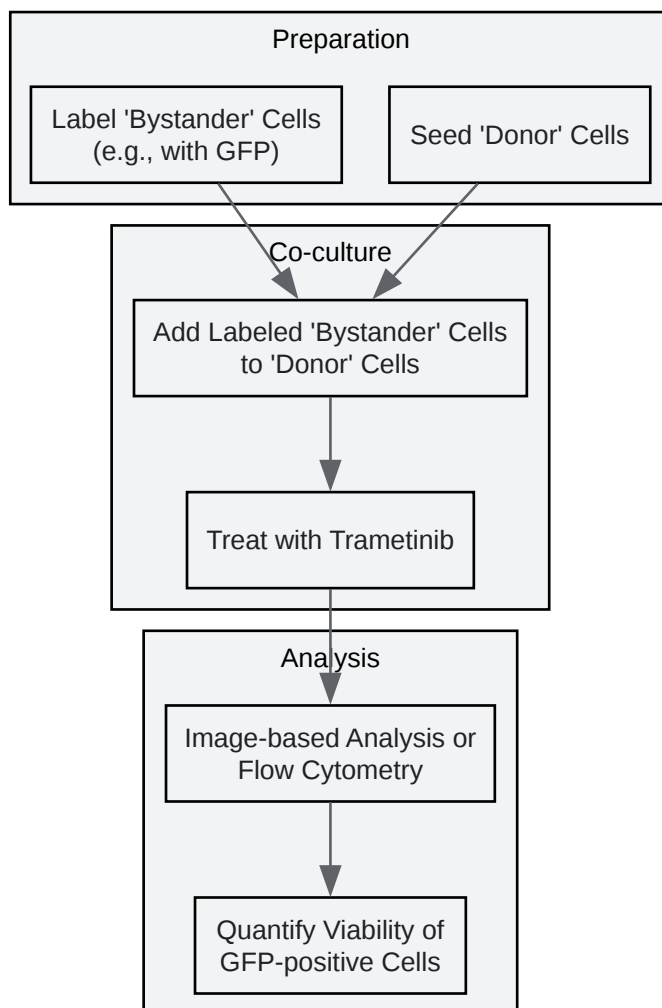 Preparation
Label 'Bystander' Cells
(e.g., with GFP)
Seed 'Donor' Cells
Co-culture
Add Labeled 'Bystander' Cells
to 'Donor' Cells
Treat with Trametinib
Analysis
Image-based Analysis or
Flow Cytometry
Quantify Viability of
GFP-positive Cells